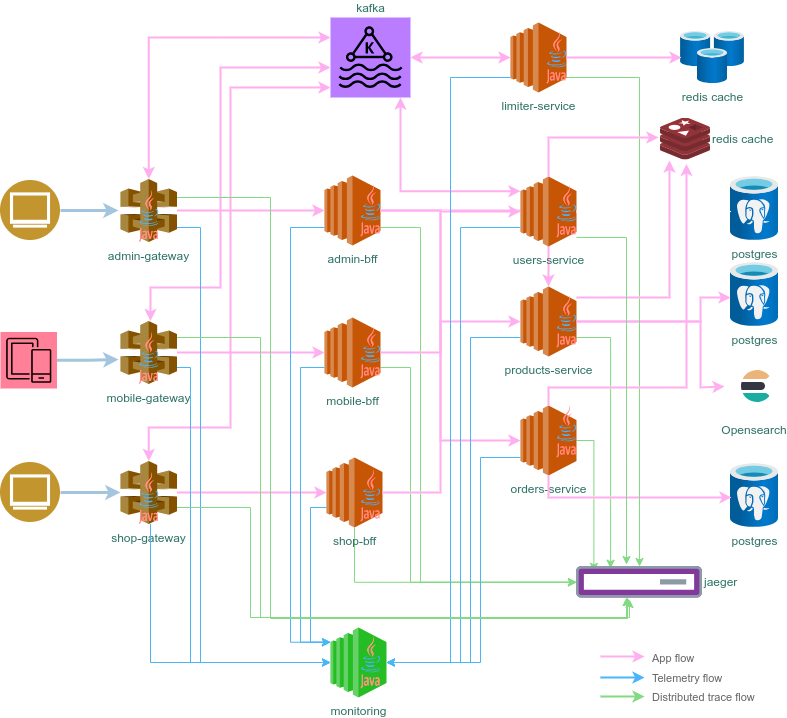 kafka
K
Java
limiter-service
redis cache
redis cache
Java
admin-gateway
Java
admin-bff
Java
users-service
postgres
Java
mobile-gateway
Java
mobile-bff
Java
products-service
postgres
Opensearch
Java
shop-gateway
Java
shop-bff
Java
orders-service
postgres
jaeger
Java
monitoring
App flow
Telemetry flow
Distributed trace flow